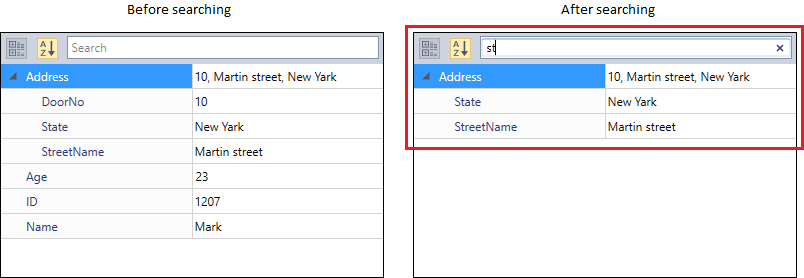 Before searching
After searching
A Z
Search
Address 10, Martin street, New Yark
DoorNo 10
State New Yark
StreetName Martin street
Age 23
ID 1207
Name Mark
A Z
st
Address 10, Martin street, New Yark
State New Yark
StreetName Martin street